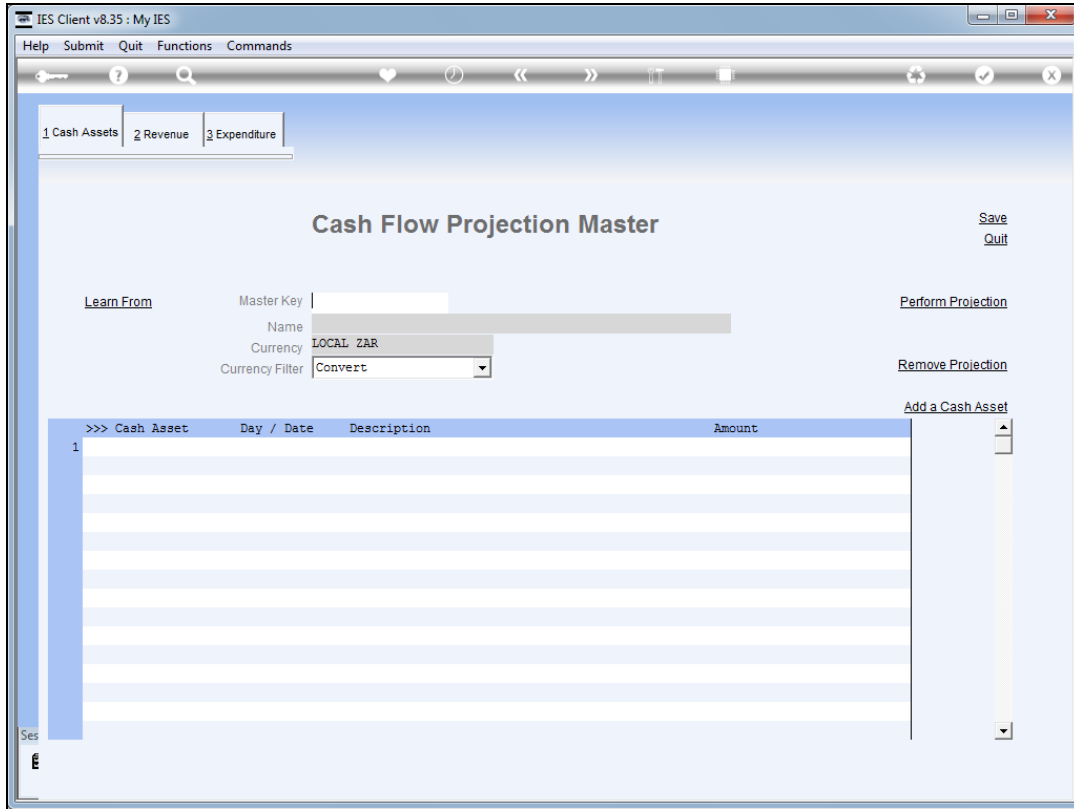 IES Client v8.35 : My IES
Help Submit Quit Functions Commands
1 Cash Assets 2 Revenue 3 Expenditure
Cash Flow Projection Master
Save
Quit
Learn From Master Key Perform Projection
Name
Currency LOCAL ZAR
Currency Filter Convert Remove Projection
Add a Cash Asset
>>> Cash Asset Day / Date Description Amount
1
Ses